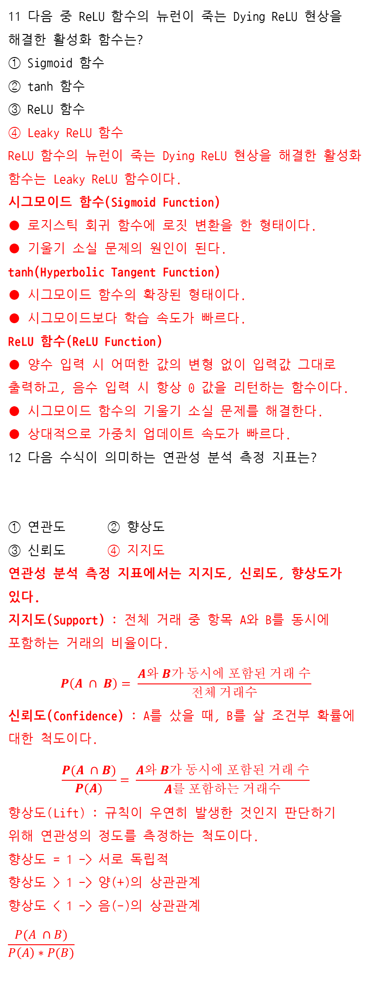 11 다음 중 ReLU 함수의 뉴런이 죽는 Dying ReLU 현상을
해결한 활성화 함수는?
① Sigmoid 함수
② tanh 함수
③ ReLU 함수
④ Leaky ReLU 함수
ReLU 함수의 뉴런이 죽는 Dying ReLU 현상을 해결한 활성화
함수는 Leaky ReLU 함수이다.
시그모이드 함수(Sigmoid Function)
● 로지스틱 회귀 함수에 로짓 변환을 한 형태이다.
● 기울기 소실 문제의 원인이 된다.
tanh(Hyperbolic Tangent Function)
● 시그모이드 함수의 확장된 형태이다.
● 시그모이드보다 학습 속도가 빠르다.
ReLU 함수(ReLU Function)
● 양수 입력 시 어떠한 값의 변형 없이 입력값 그대로
출력하고, 음수 입력 시 항상 0 값을 리턴하는 함수이다.
● 시그모이드 함수의 기울기 소실 문제를 해결한다.
● 상대적으로 가중치 업데이트 속도가 빠르다.
12 다음 수식이 의미하는 연관성 분석 측정 지표는?
① 연관도 ② 향상도
③ 신뢰도 ④ 지지도
연관성 분석 측정 지표에서는 지지도, 신뢰도, 향상도가
있다.
지지도(Support) : 전체 거래 중 항목 A와 B를 동시에
포함하는 거래의 비율이다.
P(A ∩ B) = A와 B가 동시에 포함된 거래 수
전체 거래수
신뢰도(Confidence) : A를 샀을 때, B를 살 조건부 확률에
대한 척도이다.
P(A ∩ B) = A와 B가 동시에 포함된 거래 수
P(A) A를 포함하는 거래수
향상도(Lift) : 규칙이 우연히 발생한 것인지 판단하기
위해 연관성의 정도를 측정하는 척도이다.
향상도 = 1 -> 서로 독립적
향상도 > 1 -> 양(+)의 상관관계
향상도 < 1 -> 음(-)의 상관관계
P(A ∩ B)
P(A) * P(B)